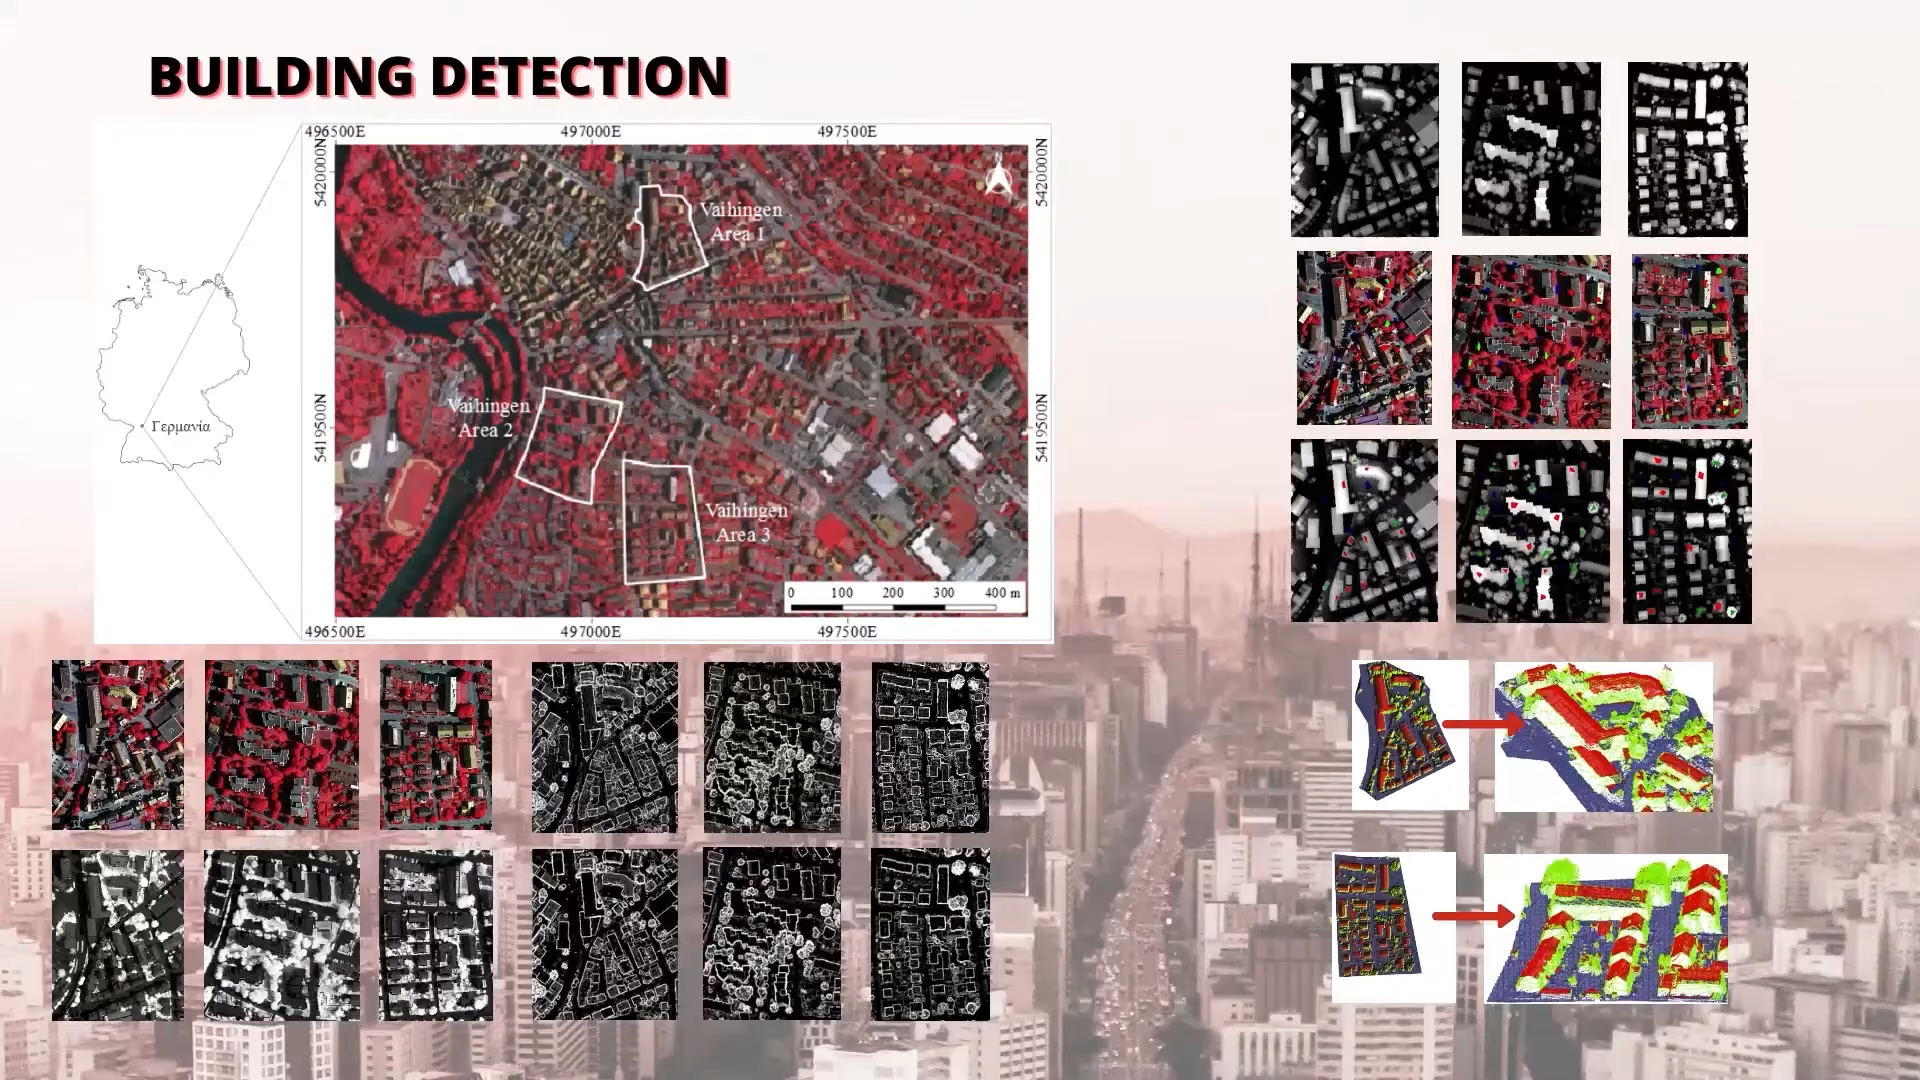 BUILDING DETECTION
496500E 497000E 497500E
5420000N
5420000N
Vaihingen
Area 1
Vaihingen
Area 2
5419500N
5419500N
Γερμανία
Vaihingen
Area 3
0 100 200 300 400 m
496500E 497000E 497500E